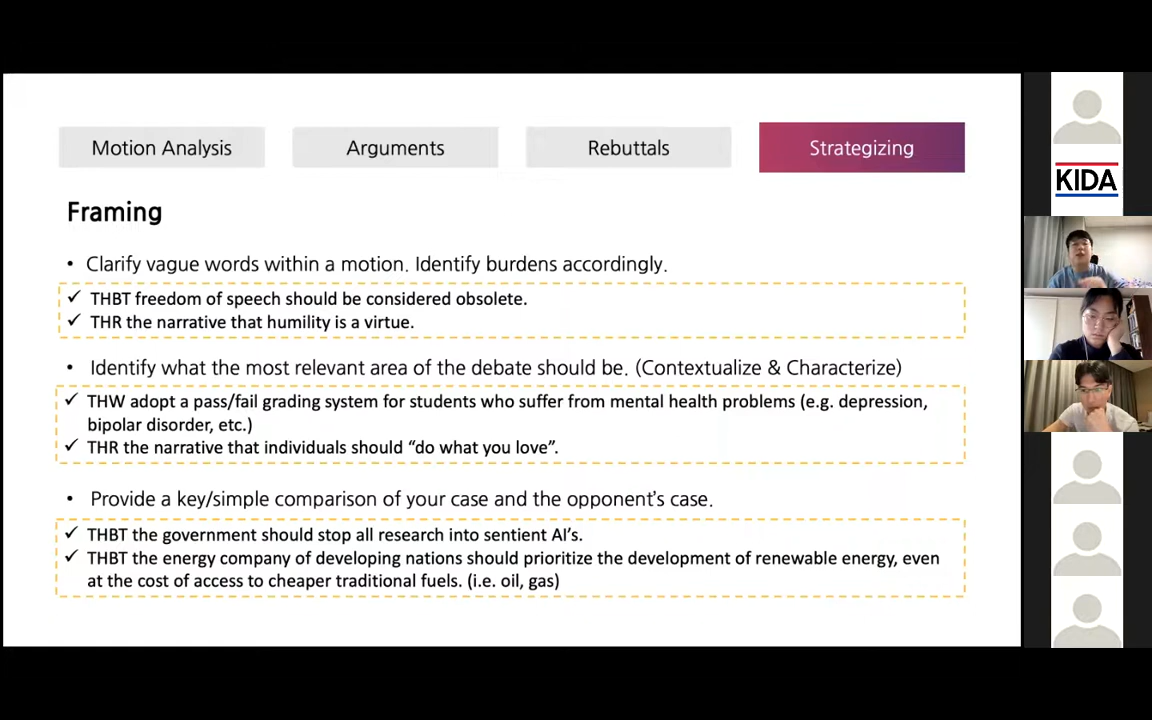 Motion Analysis
Arguments
Rebuttals
Strategizing
Framing
• Clarify vague words within a motion. Identify burdens accordingly.
✓ THBT freedom of speech should be considered obsolete.
✓ THR the narrative that humility is a virtue.
• Identify what the most relevant area of the debate should be. (Contextualize & Characterize)
✓ THW adopt a pass/fail grading system for students who suffer from mental health problems (e.g. depression,
bipolar disorder, etc.)
✓ THR the narrative that individuals should “do what you love”.
• Provide a key/simple comparison of your case and the opponent’s case.
✓ THBT the government should stop all research into sentient AI’s.
✓ THBT the energy company of developing nations should prioritize the development of renewable energy, even
at the cost of access to cheaper traditional fuels. (i.e. oil, gas)
KIDA